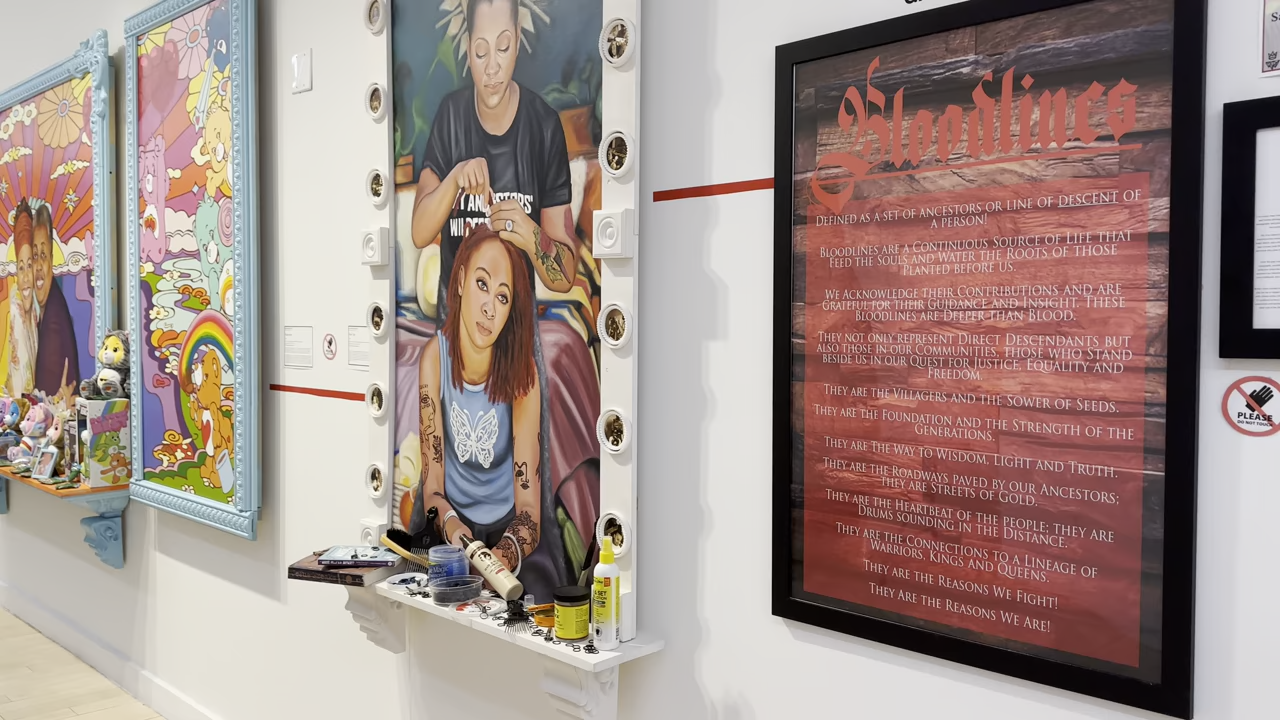 Bloodlines
DEFINED AS A SET OF ANCESTORS OR LINE OF DESCENT OF
A PERSON!
BLOODLINES ARE A CONTINUOUS SOURCE OF LIFE THAT
FEED THE SOULS AND WATER THE ROOTS OF THOSE
PLANTED BEFORE US.
WE ACKNOWLEDGE THEIR CONTRIBUTIONS AND ARE
GRATEFUL FOR THEIR GUIDANCE AND INSIGHT. THESE
BLOODLINES ARE DEEPER THAN BLOOD.
THEY NOT ONLY REPRESENT DIRECT DESCENDANTS BUT
ALSO THOSE IN OUR COMMUNITIES, THOSE WHO STAND
BESIDE US IN OUR QUEST FOR JUSTICE, EQUALITY AND
FREEDOM.
THEY ARE THE VILLAGERS AND THE SOWER OF SEEDS.
THEY ARE THE FOUNDATION AND THE STRENGTH OF THE
GENERATIONS.
THEY ARE THE WAY TO WISDOM, LIGHT AND TRUTH.
THEY ARE THE ROADWAYS PAVED BY OUR ANCESTORS;
THEY ARE STREETS OF GOLD.
THEY ARE THE HEARTBEAT OF THE PEOPLE; THEY ARE
DRUMS SOUNDING IN THE DISTANCE.
THEY ARE THE CONNECTIONS TO A LINEAGE OF
WARRIORS, KINGS AND QUEENS.
THEY ARE THE REASONS WE FIGHT!
THEY ARE THE REASONS WE ARE!
PLEASE
DO NOT TOUCH